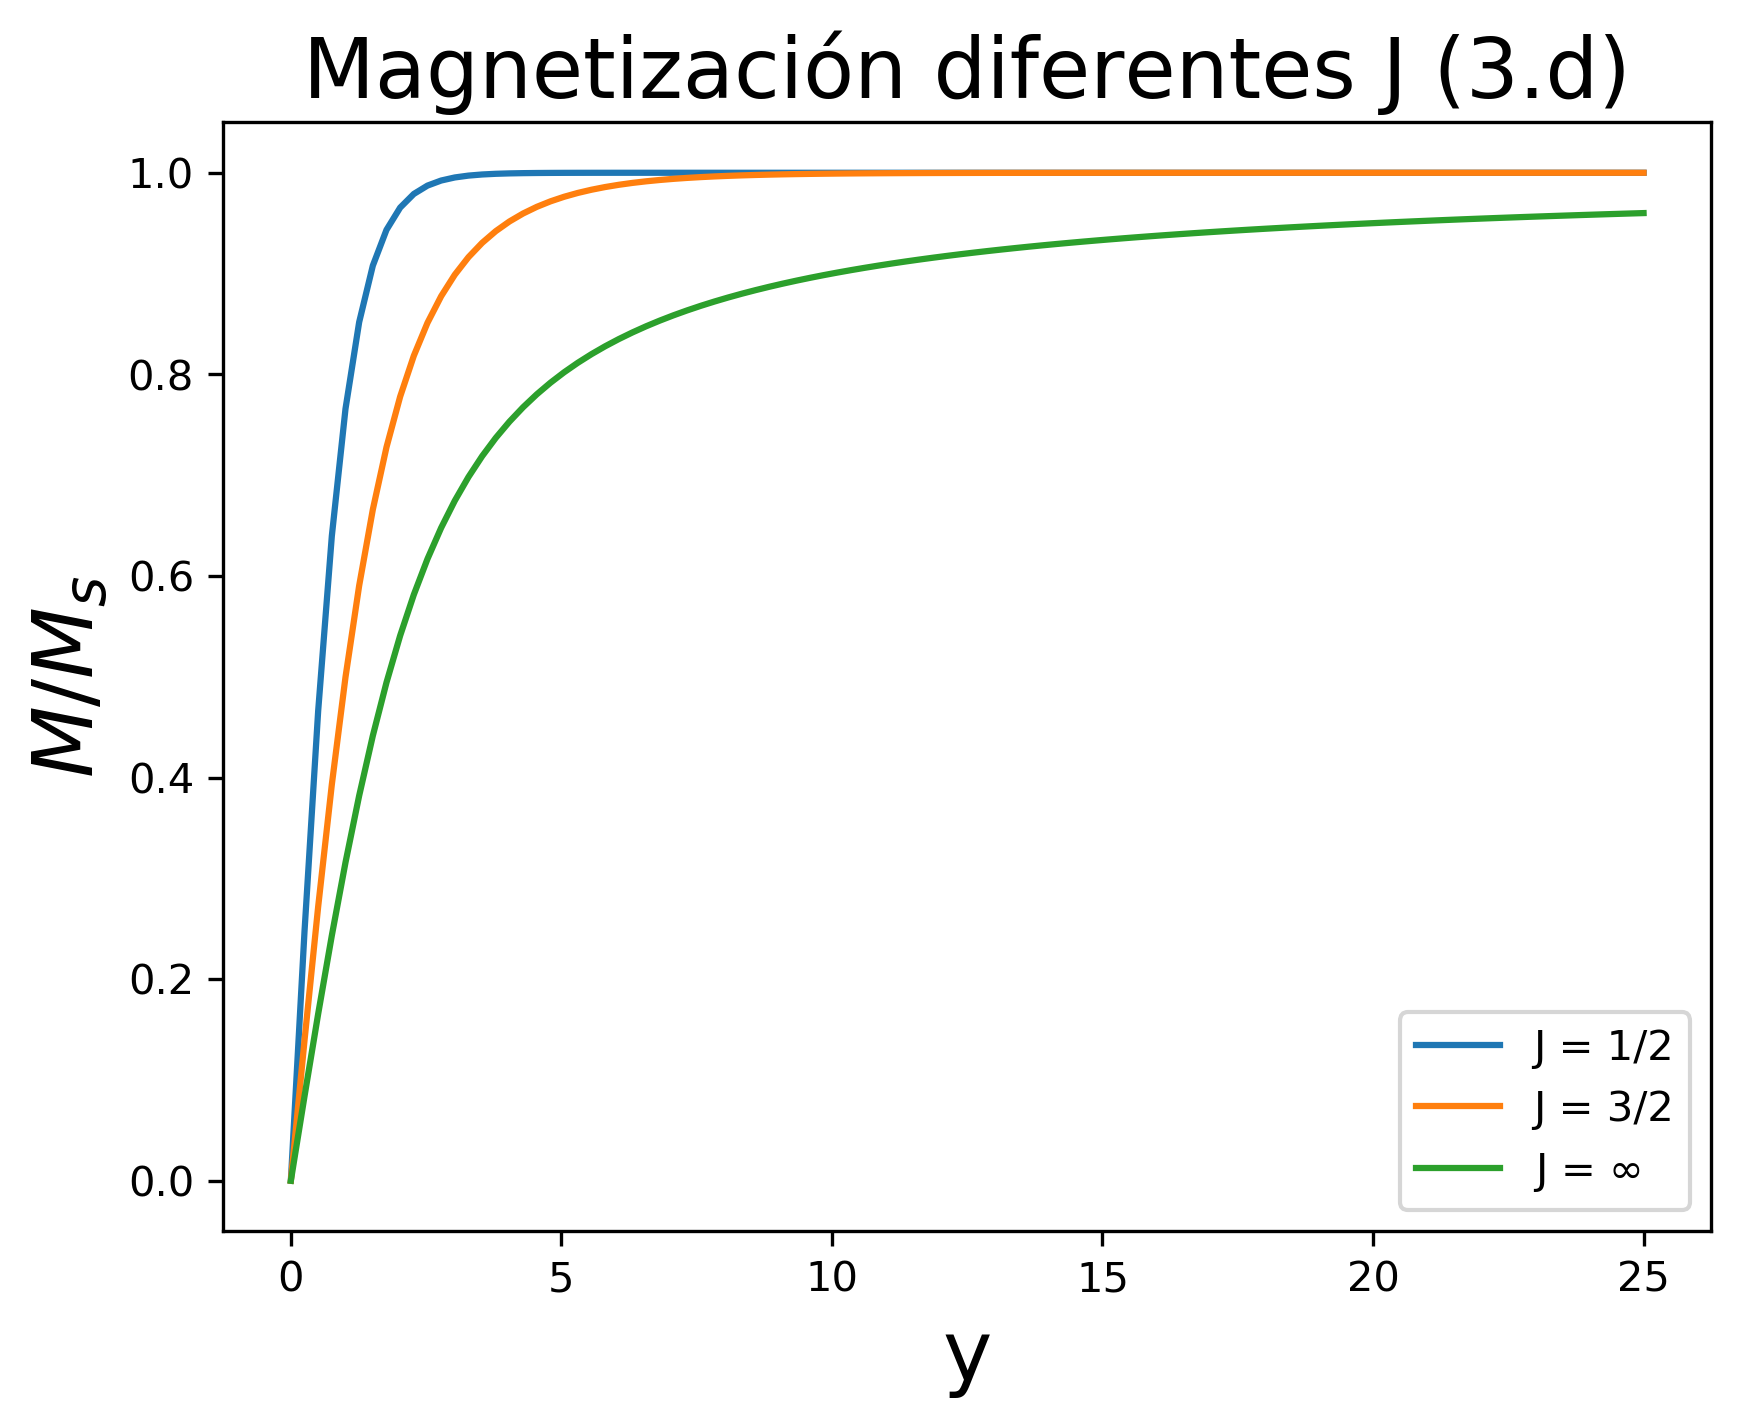 Magnetización diferentes J (3.d)
M/Ms
1.0
0.8
0.6
0.4
0.2
0.0
0 5 10 15 20 25
y
J = 1/2
J = 3/2
J = ∞